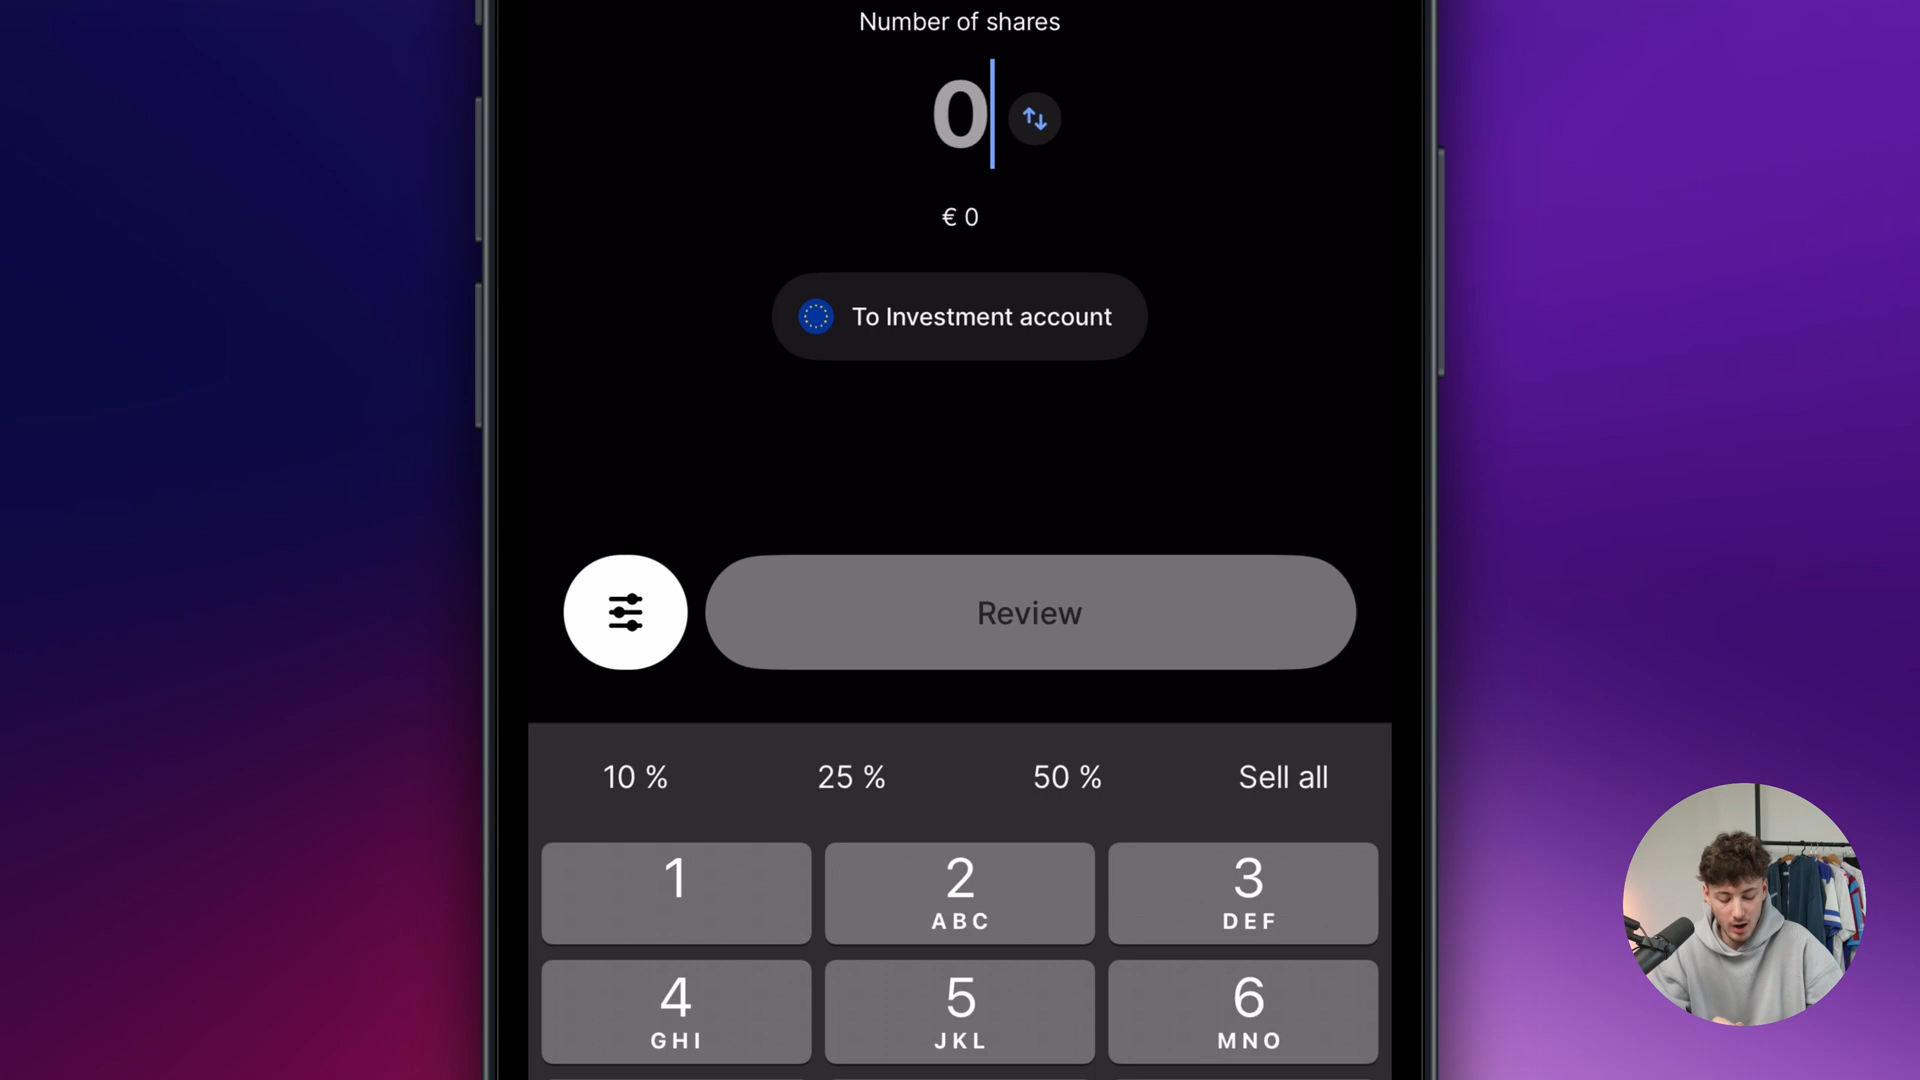 Number of shares
0
€ 0
To Investment account
Review
10 % 25 % 50 % Sell all
1 2 3
ABC DEF
4 5 6
GHI JKL MNO